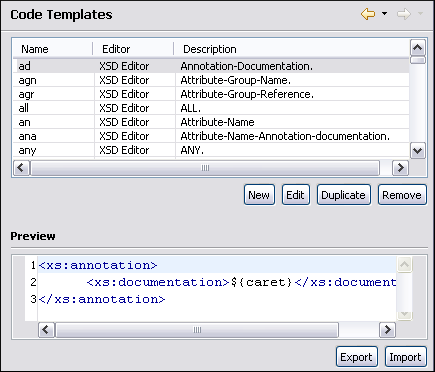 Code Templates
Name Editor Description
ad XSD Editor Annotation-Documentation.
agn XSD Editor Attribute-Group-Name.
agr XSD Editor Attribute-Group-Reference.
all XSD Editor ALL.
an XSD Editor Attribute-Name
ana XSD Editor Attribute-Name-Annotation-documentation.
any XSD Editor ANY.
New Edit Duplicate Remove
Preview
1 <xs:annotation>
2 <xs:documentation>${caret}</xs:document
3 </xs:annotation>
Export Import